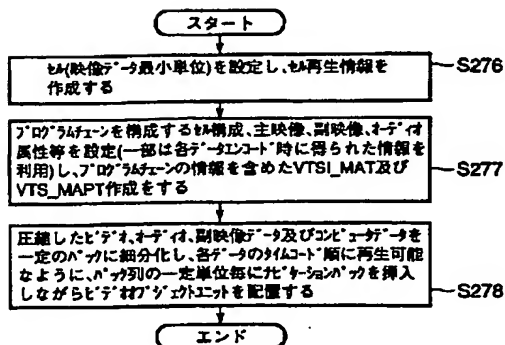 スタート
セル(映像データ最小単位)を設定し、セル再生情報を
作成する
S276
プログラムチェーンを構成するセル構成、主映像、副映像、オーディオ
属性等を設定(一部は各データエンコード時に得られた情報を
利用)し、プログラムチェーンの情報を含めたVTSI_MAT及び
VTS_MAPT作成をする
S277
圧縮したビデオ、オーディオ、副映像データ及びコンピュータデータを
一定のパックに細分化し、各データのタイムコード順に再生可能
なように、パック列の一定単位毎にナビゲーションパックを挿入
しながらビデオオブジェクトユニットを配置する
S278
エンド